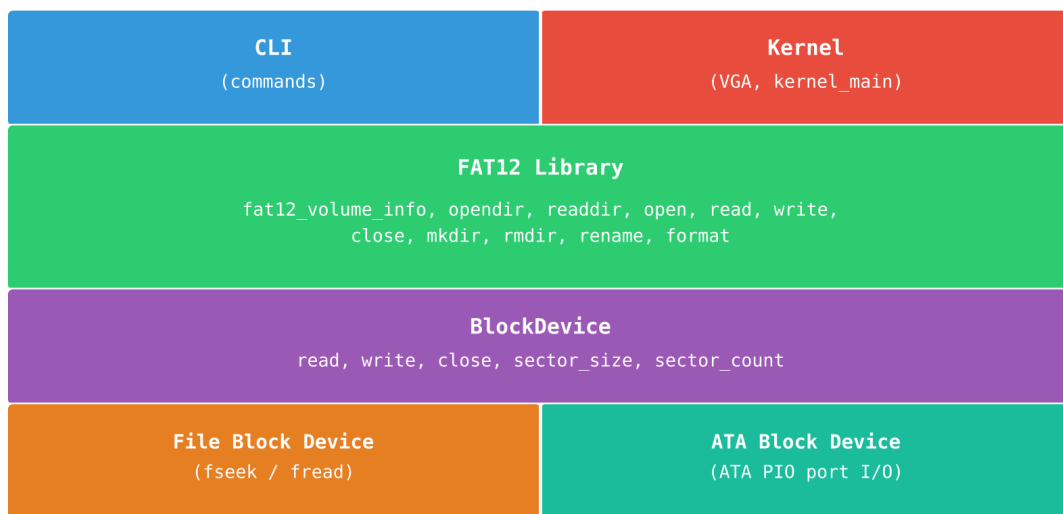 CLI
(commands)
Kernel
(VGA, kernel_main)
FAT12 Library
fat12_volume_info, opendir, readdir, open, read, write,
close, mkdir, rmdir, rename, format
BlockDevice
read, write, close, sector_size, sector_count
File Block Device
(fseek / fread)
ATA Block Device
(ATA PIO port I/O)